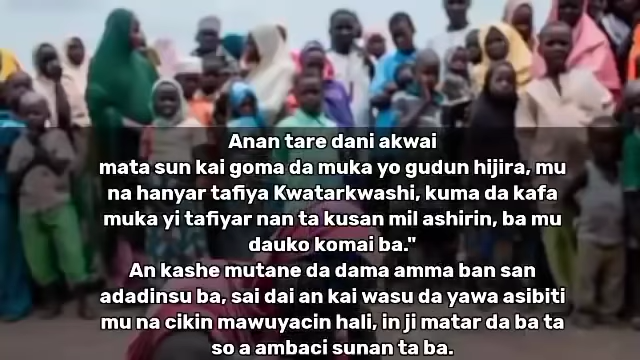 Anan tare dani akwai
mata sun kai goma da muka yo gudun hijira, mu
na hanyar tafiya Kwatarkwashi, kuma da kafa
muka yi tafiyar nan ta kusan mil ashirin, ba mu
dauko komai ba."
An kashe mutane da dama amma ban san
adadinsu ba, sai dai an kai wasu da yawa asibiti
mu na cikin mawuyacin hali, in ji matar da ba ta
so a ambaci sunan ta ba.